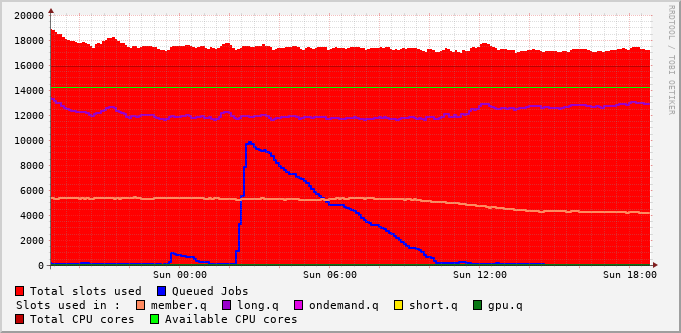 20000
18000
16000
14000
12000
10000
8000
6000
4000
2000
0
Sun 00:00 Sun 06:00 Sun 12:00 Sun 18:00
RRDTOOL / TOBI OETIKER
Total slots used Queued Jobs
Slots used in : member.q long.q ondemand.q short.q gpu.q
Total CPU cores Available CPU cores